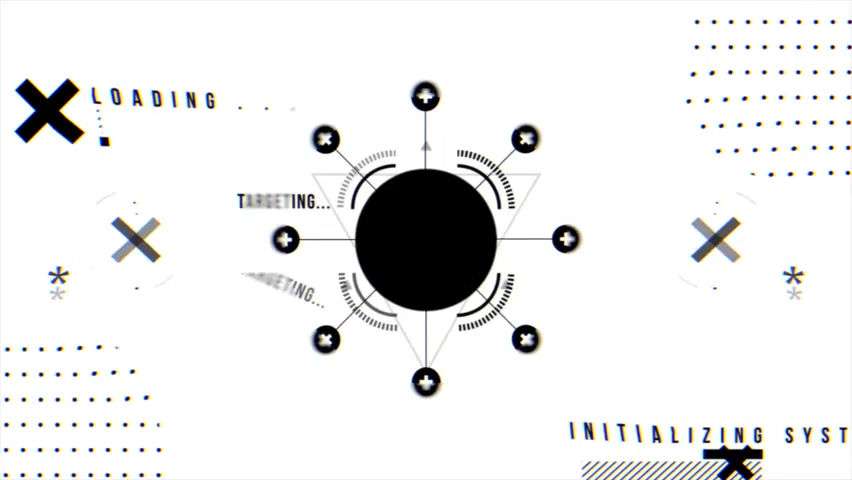 LOADING . . .
TARGETING...
TARGETING...
INITIALIZING SYST